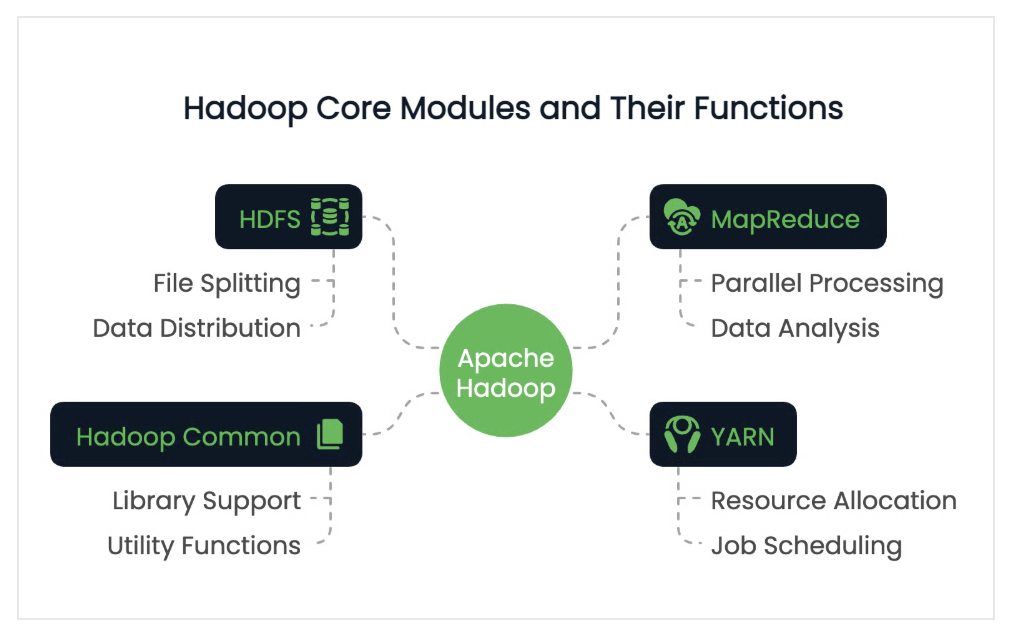 Hadoop Core Modules and Their Functions
HDFS
File Splitting
Data Distribution
MapReduce
Parallel Processing
Data Analysis
Apache
Hadoop
Hadoop Common
Library Support
Utility Functions
YARN
Resource Allocation
Job Scheduling